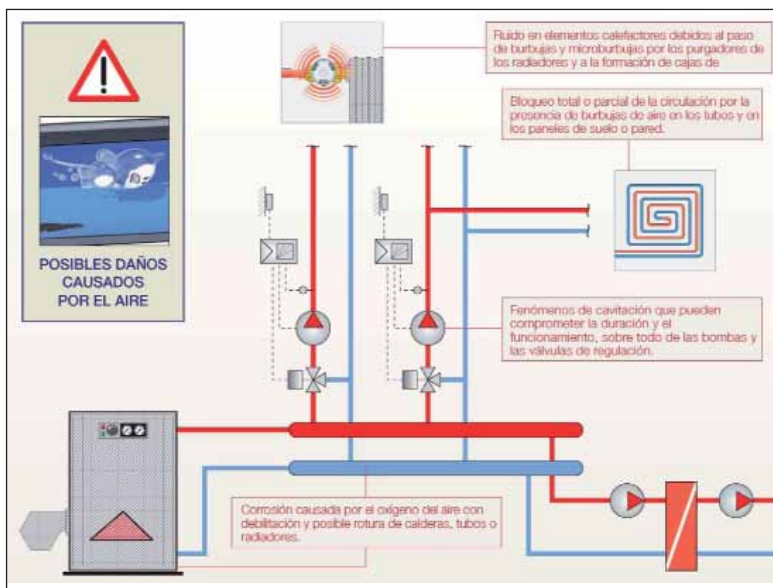 POSIBLES DAÑOS
CAUSADOS
POR EL AIRE
Ruido en elementos calefactores debidos al paso
de burbujas y microburbujas por los purgadores de
los radiadores y a la formación de cajas de
Bloqueo total o parcial de la circulación por la
presencia de burbujas de aire en los tubos y en
los paneles de suelo o pared.
Fenómenos de cavitación que pueden
comprometer la duración y el
funcionamiento, sobre todo de las bombas y
las válvulas de regulación.
Corrosión causada por el oxígeno del aire con
debilitación y posible rotura de calderas, tubos o
radiadores.